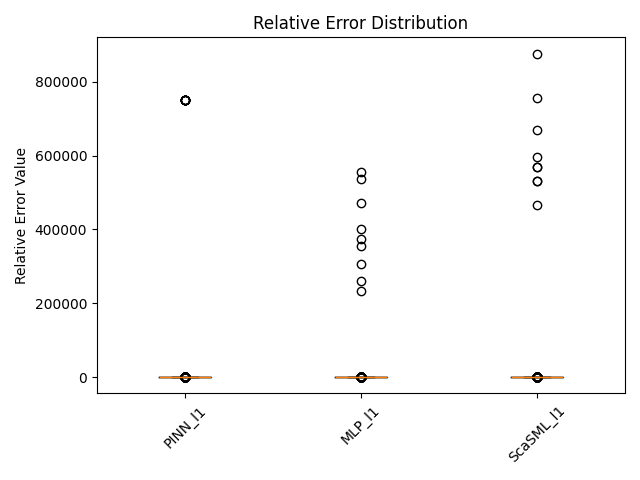 Relative Error Distribution
Relative Error Value
800000
600000
400000
200000
0
PINN_l1
MLP_l1
ScaSML_l1